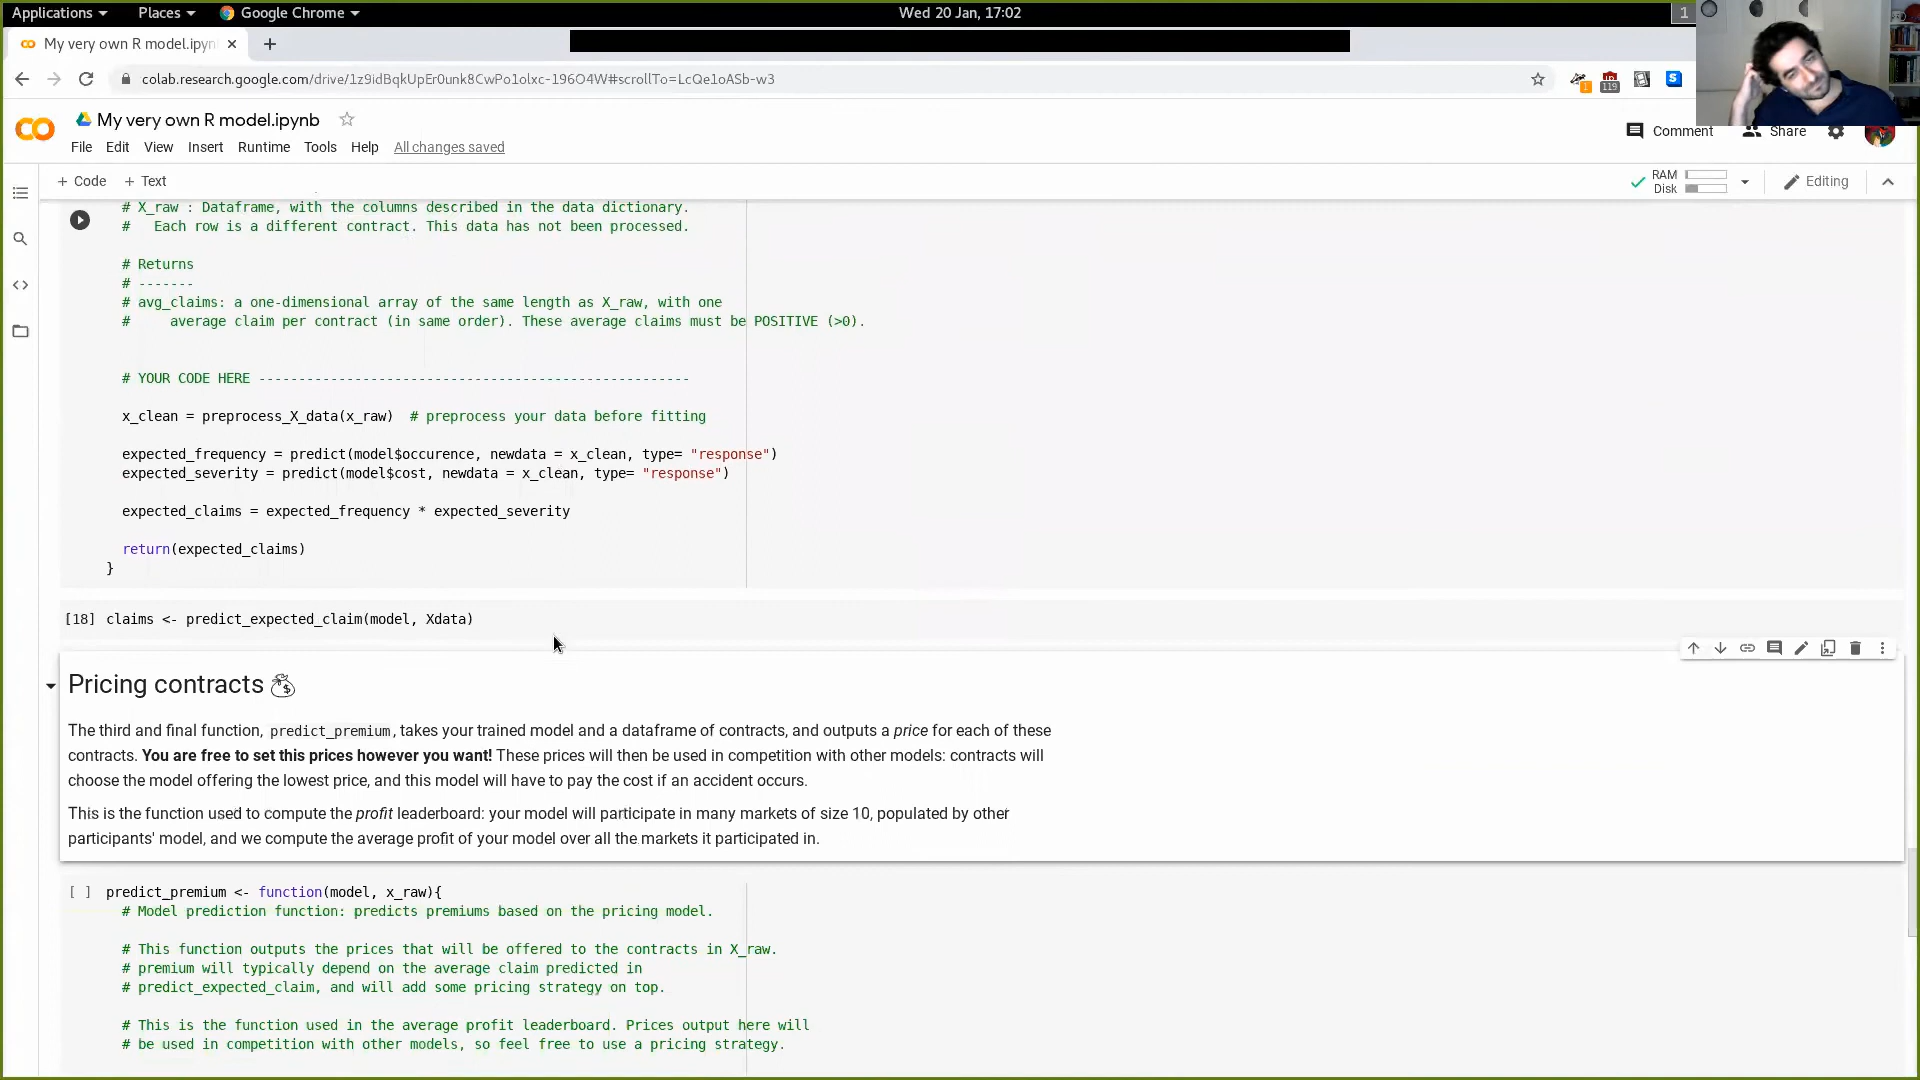 Applications Places Google Chrome Wed 20 Jan, 17:02 1
My very own R model.ipyn
colab.research.google.com/drive/1z9idBqkUpEr0unk8CwPo1olxc-196O4W#scrollTo=LcQe1oASb-w3 1 119 S
My very own R model.ipynb
Comment Share
File Edit View Insert Runtime Tools Help All changes saved
+ Code + Text RAM Disk Editing
# X_raw : Dataframe, with the columns described in the data dictionary.
# Each row is a different contract. This data has not been processed.
# Returns
# -------
# avg_claims: a one-dimensional array of the same length as X_raw, with one
# average claim per contract (in same order). These average claims must be POSITIVE (>0).
# YOUR CODE HERE ------------------------------------------------------
x_clean = preprocess_X_data(x_raw) # preprocess your data before fitting
expected_frequency = predict(model$occurence, newdata = x_clean, type= "response")
expected_severity = predict(model$cost, newdata = x_clean, type= "response")
expected_claims = expected_frequency * expected_severity
return(expected_claims)
}
[18] claims <- predict_expected_claim(model, Xdata)
Pricing contracts 💰
The third and final function, predict_premium, takes your trained model and a dataframe of contracts, and outputs a price for each of these
contracts. You are free to set this prices however you want! These prices will then be used in competition with other models: contracts will
choose the model offering the lowest price, and this model will have to pay the cost if an accident occurs.
This is the function used to compute the profit leaderboard: your model will participate in many markets of size 10, populated by other
participants' model, and we compute the average profit of your model over all the markets it participated in.
[ ] predict_premium <- function(model, x_raw){
# Model prediction function: predicts premiums based on the pricing model.
# This function outputs the prices that will be offered to the contracts in X_raw.
# premium will typically depend on the average claim predicted in
# predict_expected_claim, and will add some pricing strategy on top.
# This is the function used in the average profit leaderboard. Prices output here will
# be used in competition with other models, so feel free to use a pricing strategy.